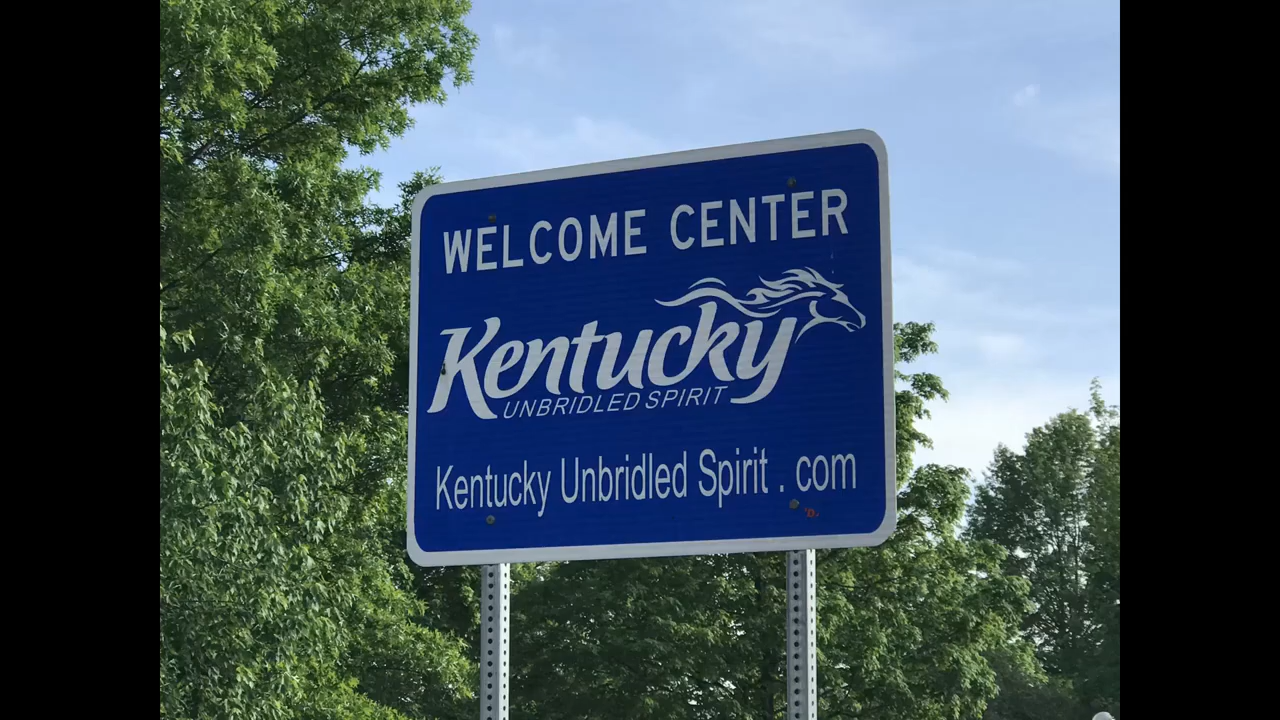 WELCOME CENTER
Kentucky
UNBRIDLED SPIRIT
Kentucky Unbridled Spirit . com